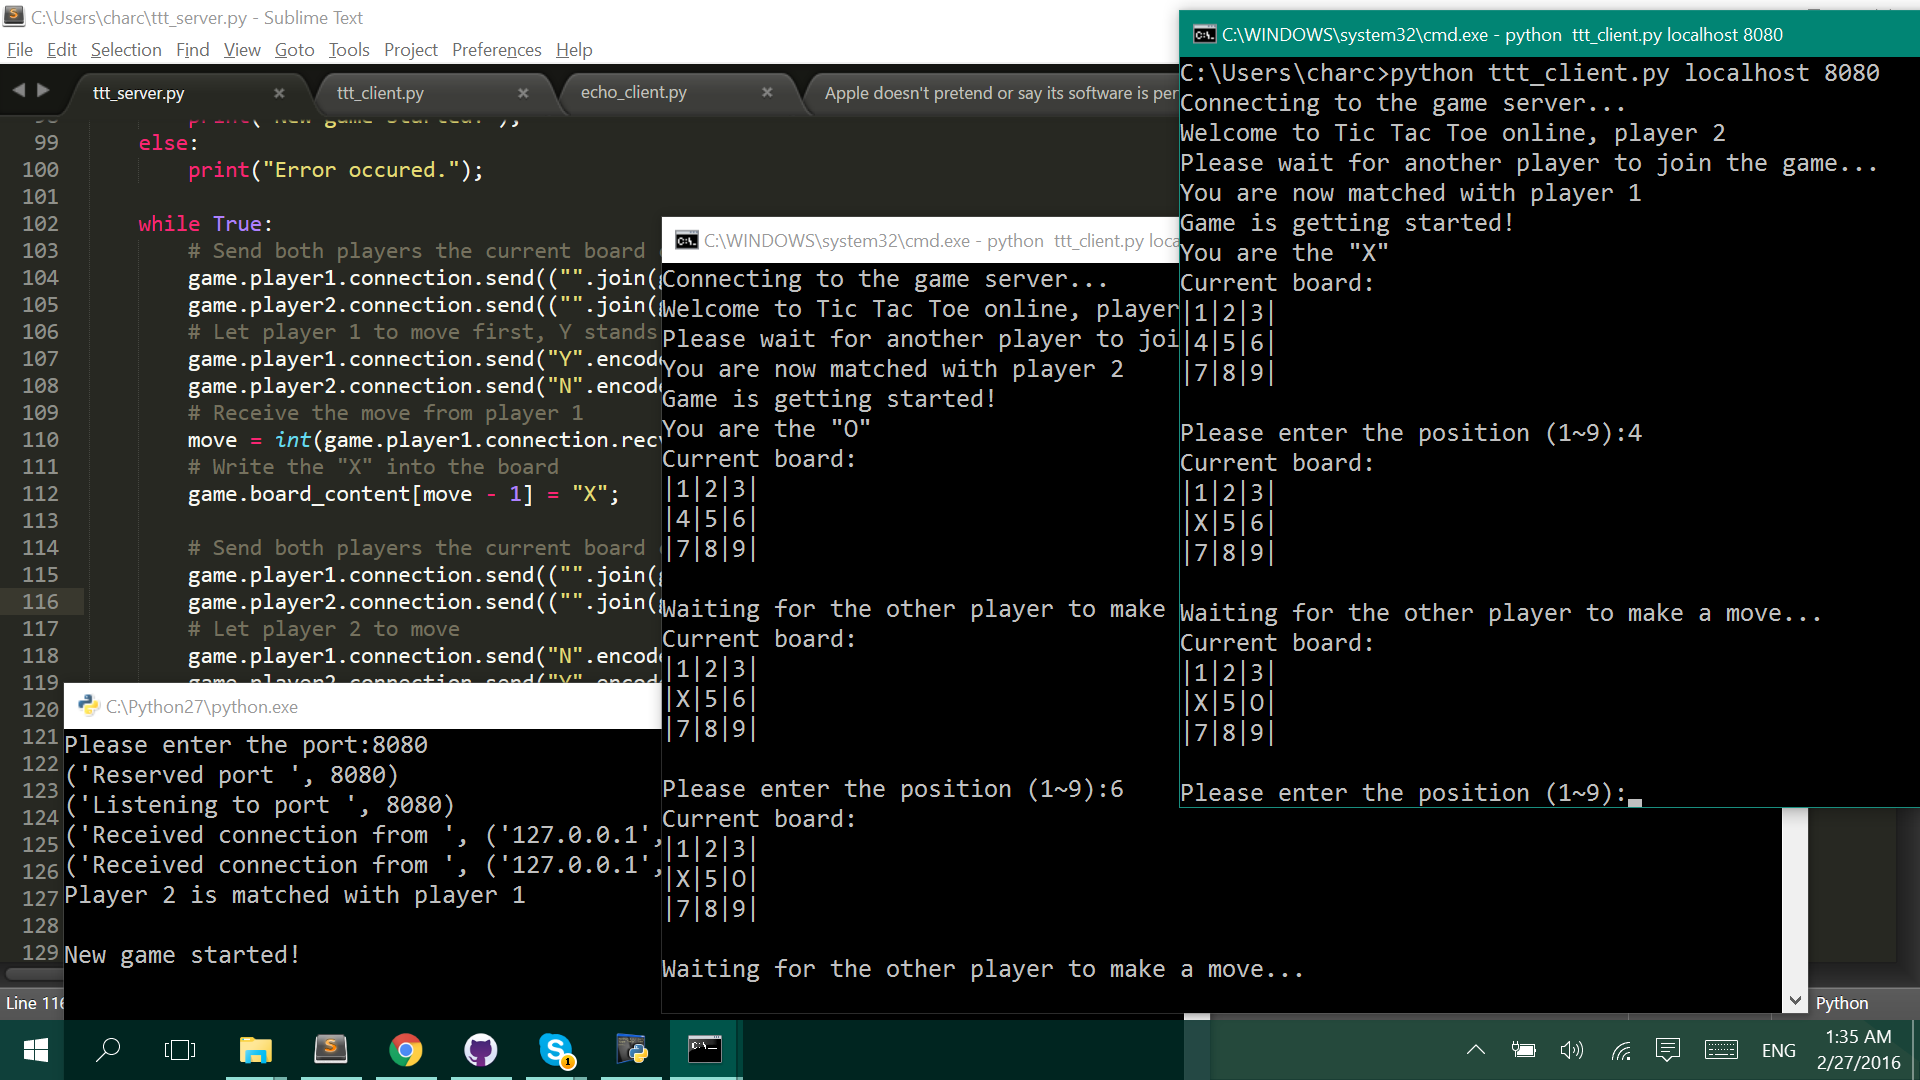 C:\Users\charc\ttt_server.py - Sublime Text
File Edit Selection Find View Goto Tools Project Preferences Help
ttt_server.py × ttt_client.py × echo_client.py × Apple doesn't pretend or say its software is per
99 else:
100 print("Error occured.");
101
102 while True:
103 # Send both players the current board
104 game.player1.connection.send(("".join(
105 game.player2.connection.send(("".join(
106 # Let player 1 to move first, Y stands
107 game.player1.connection.send("Y".encod
108 game.player2.connection.send("N".encod
109 # Receive the move from player 1
110 move = int(game.player1.connection.rec
111 # Write the "X" into the board
112 game.board_content[move - 1] = "X";
113
114 # Send both players the current board
115 game.player1.connection.send(("".join(
116 game.player2.connection.send(("".join(
117 # Let player 2 to move
118 game.player1.connection.send("N".encod
119
120
121
122
123
124
125
126
127
128
129
Line 116
Python
C:\Python27\python.exe
Please enter the port:8080
('Reserved port ', 8080)
('Listening to port ', 8080)
('Received connection from ', ('127.0.0.1',
('Received connection from ', ('127.0.0.1',
Player 2 is matched with player 1
New game started!
C:\WINDOWS\system32\cmd.exe - python ttt_client.py loca
Connecting to the game server...
Welcome to Tic Tac Toe online, player
Please wait for another player to joi
You are now matched with player 2
Game is getting started!
You are the "O"
Current board:
|1|2|3|
|4|5|6|
|7|8|9|
Waiting for the other player to make
Current board:
|1|2|3|
|X|5|6|
|7|8|9|
Please enter the position (1~9):6
Current board:
|1|2|3|
|X|5|O|
|7|8|9|
Waiting for the other player to make a move...
C:\WINDOWS\system32\cmd.exe - python ttt_client.py localhost 8080
C:\Users\charc>python ttt_client.py localhost 8080
Connecting to the game server...
Welcome to Tic Tac Toe online, player 2
Please wait for another player to join the game...
You are now matched with player 1
Game is getting started!
You are the "X"
Current board:
|1|2|3|
|4|5|6|
|7|8|9|
Please enter the position (1~9):4
Current board:
|1|2|3|
|X|5|6|
|7|8|9|
Waiting for the other player to make a move...
Current board:
|1|2|3|
|X|5|O|
|7|8|9|
Please enter the position (1~9):
ENG
1:35 AM
2/27/2016